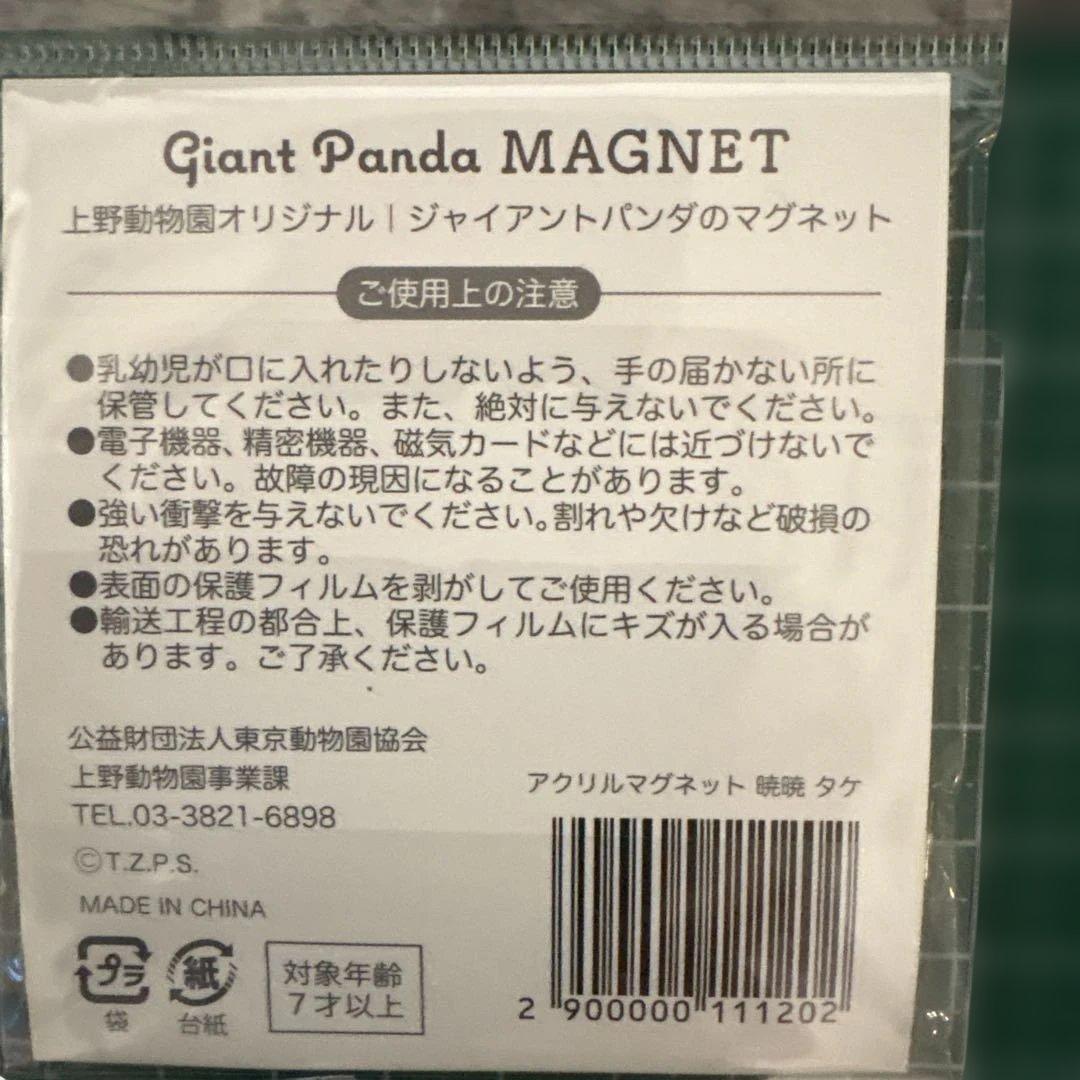 Giant Panda MAGNET
上野動物園オリジナル｜ジャイアントパンダのマグネット
ご使用上の注意
●乳幼児が口に入れたりしないよう、手の届かない所に
保管してください。また、絶対に与えないでください。
●電子機器、精密機器、磁気カードなどには近づけないで
ください。故障の現因になることがあります。
●強い衝撃を与えないでください。割れや欠けなど破損の
恐れがあります。
●表面の保護フィルムを剥がしてご使用ください。
●輸送工程の都合上、保護フィルムにキズが入る場合が
あります。ご了承ください。
公益財団法人東京動物園協会
上野動物園事業課
TEL.03-3821-6898
©T.Z.P.S.
MADE IN CHINA
アクリルマグネット 暁暁 タケ
2 900000 111202
プラ
袋
紙
台紙
対象年齢
7才以上